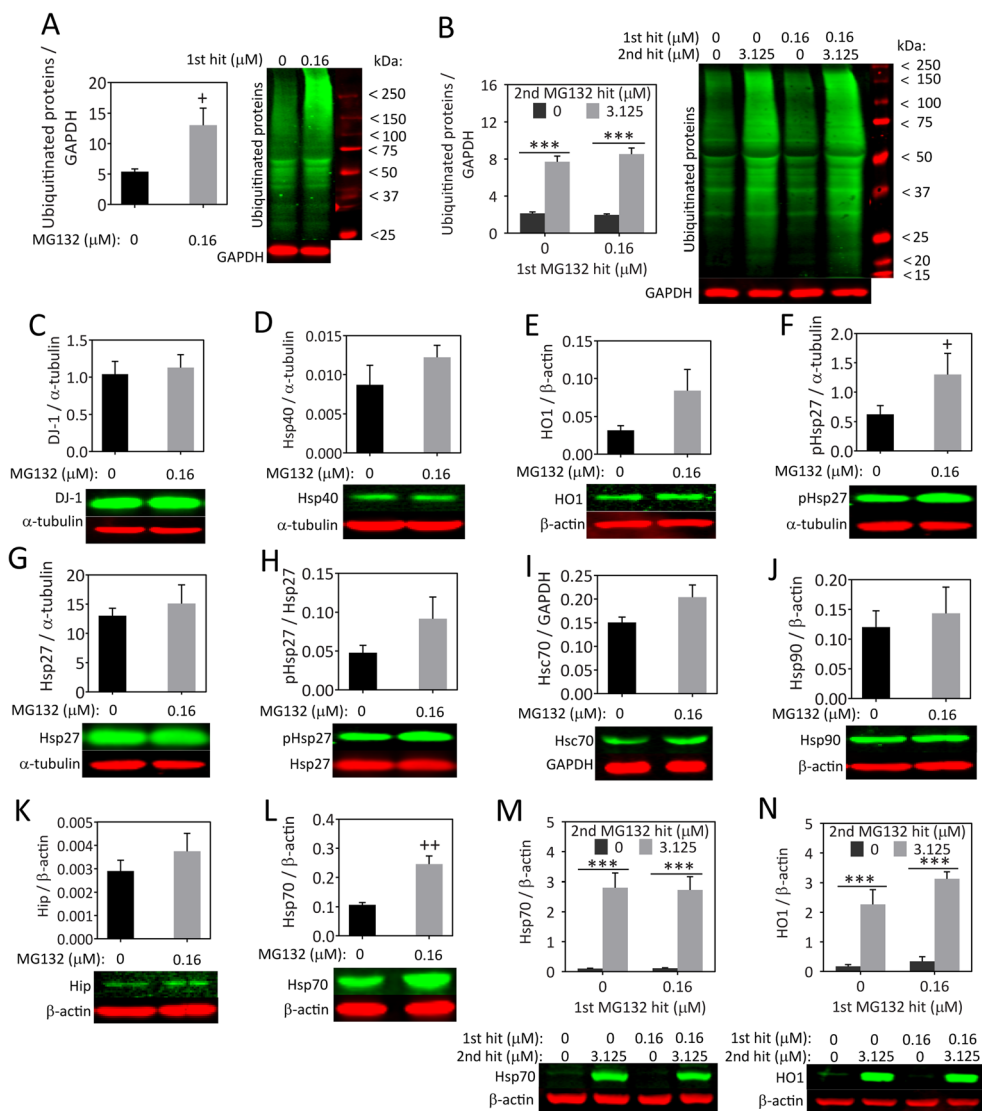 A
Ubiquitinated proteins /
GAPDH
20
15
10
5
0
+
MG132 (µM): 0 0.16
1st hit (µM) 0 0.16 kDa:
Ubiquitinated proteins
< 250
< 150
< 100
< 75
< 50
< 37
< 25
GAPDH
B
Ubiquitinated proteins /
GAPDH
16
12
8
4
0
2nd MG132 hit (µM)
0 3.125
*** ***
0 0.16
1st MG132 hit (µM)
1st hit (µM) 0 0 0.16 0.16
2nd hit (µM) 0 3.125 0 3.125 kDa:
Ubiquitinated proteins
< 250
< 150
< 100
< 75
< 50
< 37
< 25
< 20
< 15
GAPDH
C
DJ-1 / α-tubulin
1.5
1.0
0.5
0.0
MG132 (µM): 0 0.16
DJ-1
α-tubulin
D
Hsp40 / α-tubulin
0.015
0.010
0.005
0.000
MG132 (µM): 0 0.16
Hsp40
α-tubulin
E
HO1 / β-actin
0.15
0.10
0.05
0.00
MG132 (µM): 0 0.16
HO1
β-actin
F
pHsp27 / α-tubulin
2.0
1.5
1.0
0.5
0.0
+
MG132 (µM): 0 0.16
pHsp27
α-tubulin
G
Hsp27 / α-tubulin
20
15
10
5
0
MG132 (µM): 0 0.16
Hsp27
α-tubulin
H
pHsp27 / Hsp27
0.15
0.10
0.05
0.00
MG132 (µM): 0 0.16
pHsp27
Hsp27
I
Hsc70 / GAPDH
0.25
0.20
0.15
0.10
0.05
0.00
MG132 (µM): 0 0.16
Hsc70
GAPDH
J
Hsp90 / β-actin
0.20
0.15
0.10
0.05
0.00
MG132 (µM): 0 0.16
Hsp90
β-actin
K
Hip / β-actin
0.005
0.004
0.003
0.002
0.001
0.000
MG132 (µM): 0 0.16
Hip
β-actin
L
Hsp70 / β-actin
0.4
0.3
0.2
0.1
0.0
++
MG132 (µM): 0 0.16
Hsp70
β-actin
M
Hsp70 / β-actin
5
4
3
2
1
0
2nd MG132 hit (µM)
0 3.125
*** ***
0 0.16
1st MG132 hit (µM)
1st hit (µM): 0 0 0.16 0.16
2nd hit (µM): 0 3.125 0 3.125
Hsp70
β-actin
N
HO1 / β-actin
5
4
3
2
1
0
2nd MG132 hit (µM)
0 3.125
*** ***
0 0.16
1st MG132 hit (µM)
1st hit (µM): 0 0 0.16 0.16
2nd hit (µM): 0 3.125 0 3.125
HO1
β-actin